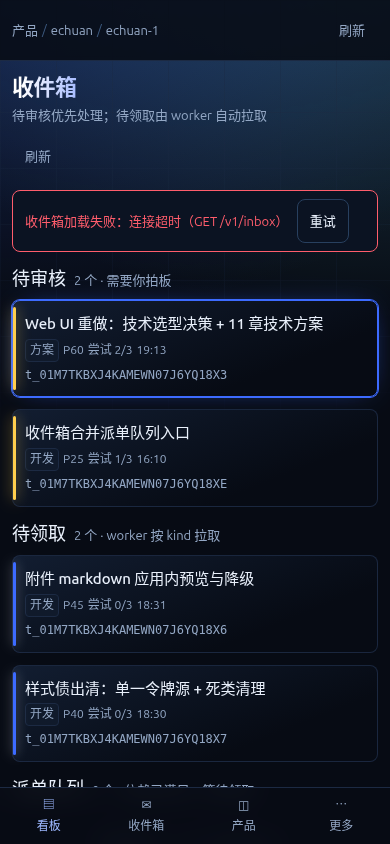 产品 / echuan / echuan-1
刷新
收件箱
待审核优先处理；待领取由 worker 自动拉取
刷新
收件箱加载失败：连接超时（GET /v1/inbox）
重试
待审核 2 个 · 需要你拍板
Web UI 重做：技术选型决策 + 11 章技术方案
方案 P60 尝试 2/3 19:13
t_01M7TKBXJ4KAMEWN07J6YQ18X3
收件箱合并派单队列入口
开发 P25 尝试 1/3 16:10
t_01M7TKBXJ4KAMEWN07J6YQ18XE
待领取 2 个 · worker 按 kind 拉取
附件 markdown 应用内预览与降级
开发 P45 尝试 0/3 18:31
t_01M7TKBXJ4KAMEWN07J6YQ18X6
样式债出清：单一令牌源 + 死类清理
开发 P40 尝试 0/3 18:30
t_01M7TKBXJ4KAMEWN07J6YQ18X7
派单队列
看板
收件箱
产品
更多